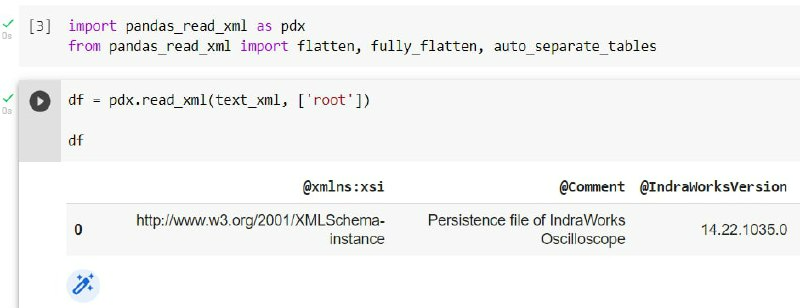 [3] import pandas_read_xml as pdx
0s from pandas_read_xml import flatten, fully_flatten, auto_separate_tables
df = pdx.read_xml(text_xml, ['root'])
0s
df
@xmlns:xsi @Comment @IndraWorksVersion
0 http://www.w3.org/2001/XMLSchema-instance Persistence file of IndraWorks Oscilloscope 14.22.1035.0